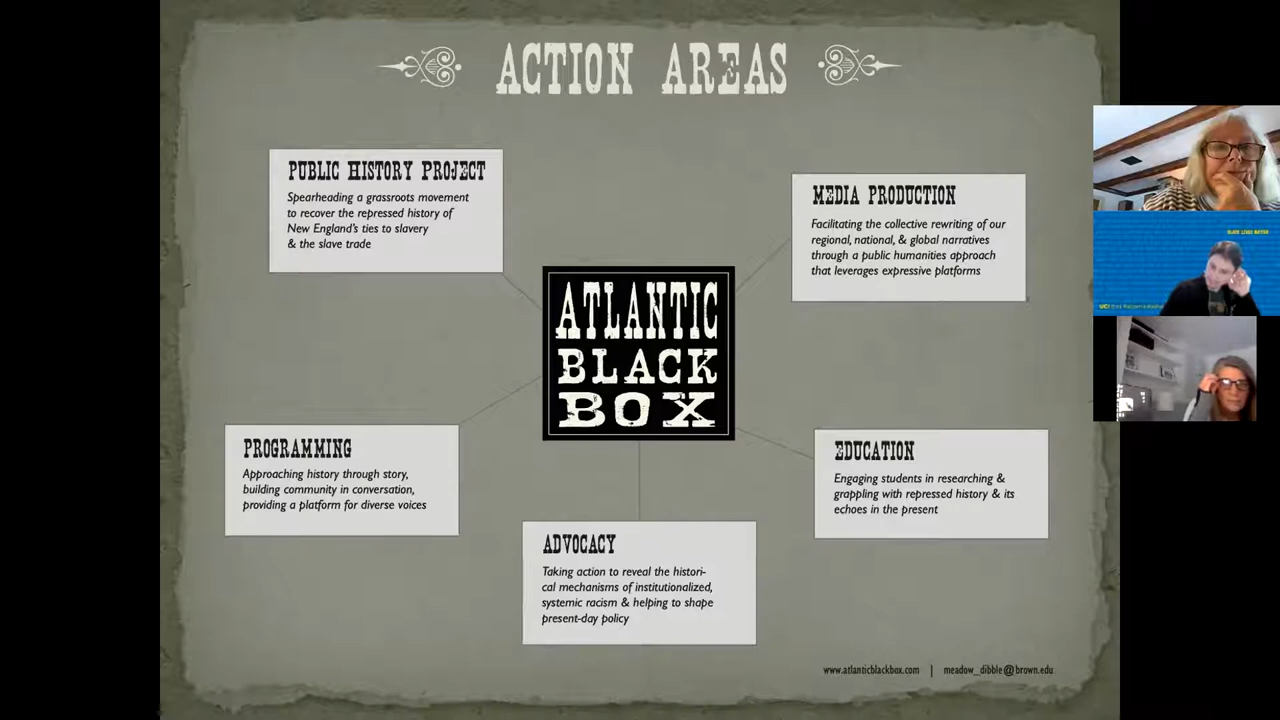 ACTION AREAS
PUBLIC HISTORY PROJECT
Spearheading a grassroots movement
to recover the repressed history of
New England's ties to slavery
& the slave trade
MEDIA PRODUCTION
Facilitating the collective rewriting of our
regional, national, & global narratives
through a public humanities approach
that leverages expressive platforms
ATLANTIC
BLACK
BOX
PROGRAMMING
Approaching history through story,
building community in conversation,
providing a platform for diverse voices
EDUCATION
Engaging students in researching &
grappling with repressed history & its
echoes in the present
ADVOCACY
Taking action to reveal the histori-
cal mechanisms of institutionalized,
systemic racism & helping to shape
present-day policy
www.atlanticblackbox.com | meadow_dibble@brown.edu
BLACK LIVES MATTER
UCI